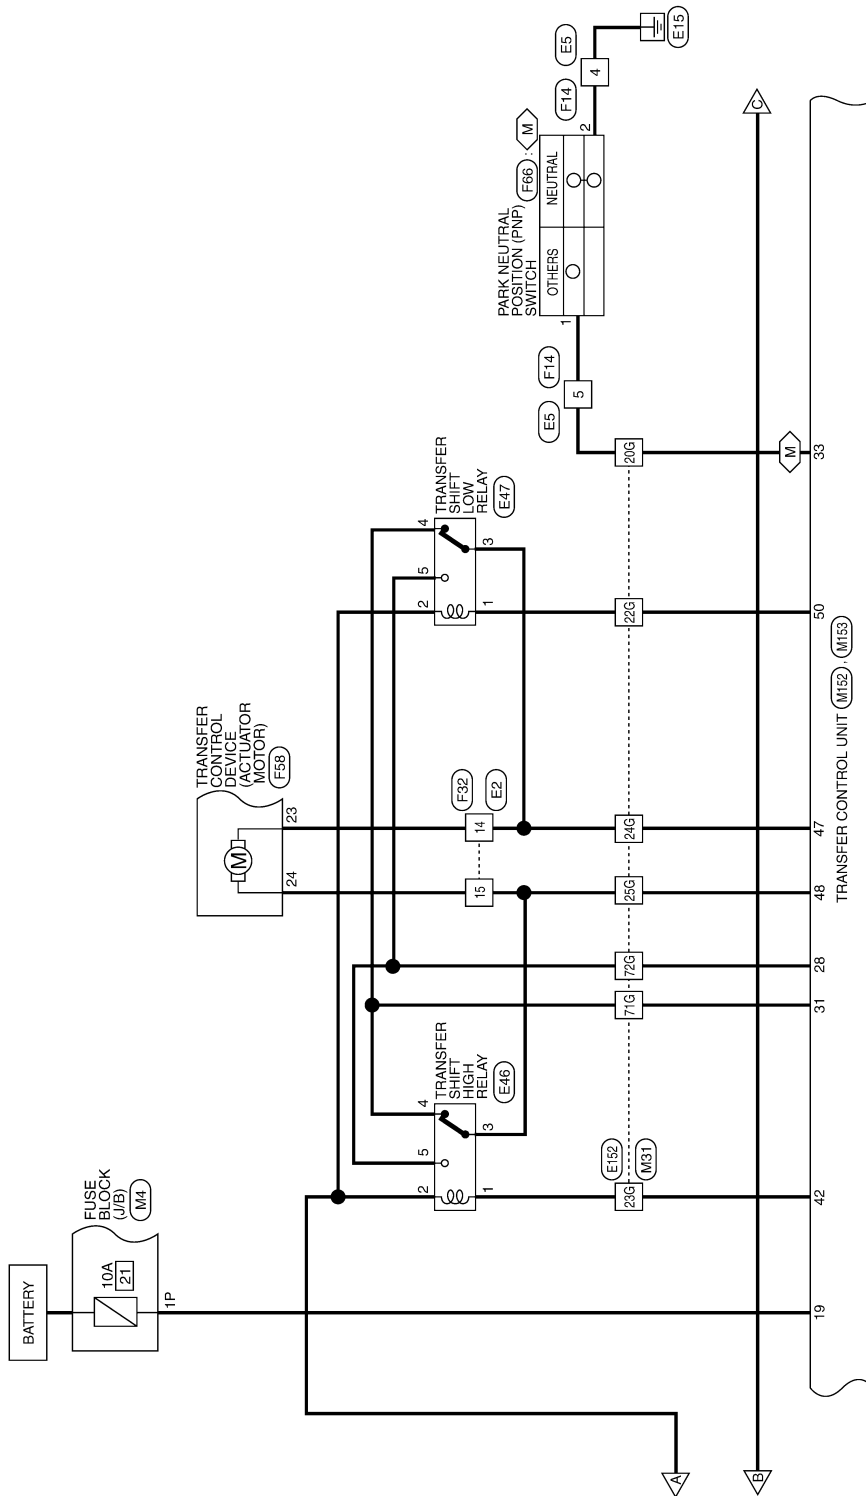 BATTERY
FUSE
BLOCK
(J/B)
M4
10A
21
1P
TRANSFER
CONTROL
DEVICE
(ACTUATOR
MOTOR)
F58
M
24
23
TRANSFER
SHIFT
HIGH
RELAY
E46
2
5
4
1
3
TRANSFER
SHIFT
LOW
RELAY
E47
2
5
4
1
3
15
14
F32
E2
PARK NEUTRAL
POSITION (PNP)
SWITCH
F66 : M
OTHERS
NEUTRAL
1
2
E5
5
F14
F14
4
E5
E15
E152
M31
23G
71G
72G
25G
24G
22G
20G
M
A
B
C
19
42
31
28
48
47
50
33
TRANSFER CONTROL UNIT M152 , M153